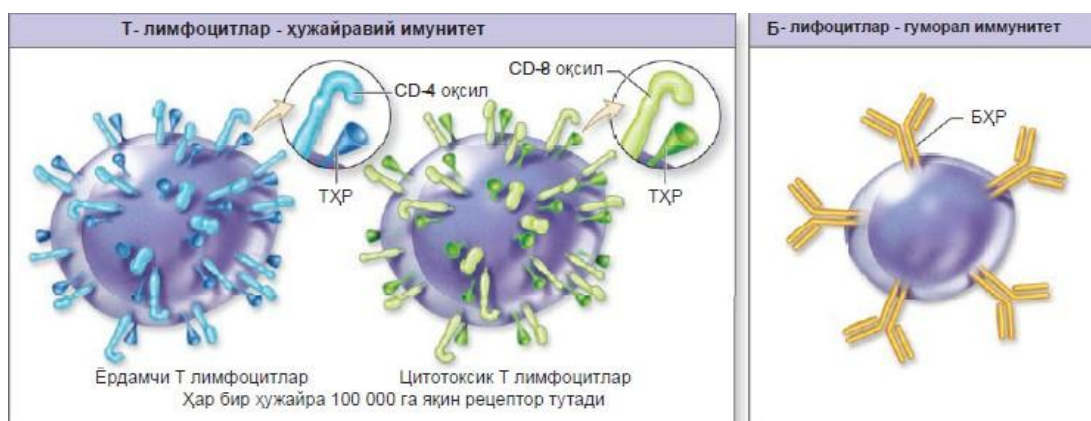 Т- лимфоцитлар - ҳужайравий имунитет
CD-4 оқсил
ТҲР
CD-8 оқсил
ТҲР
Ёрдамчи Т лимфоцитлар
Цитотоксик Т лимфоцитлар
Ҳар бир ҳужайра 100 000 га яқин рецептор тутади
Б- лифоцитлар - гуморал иммунитет
БҲР